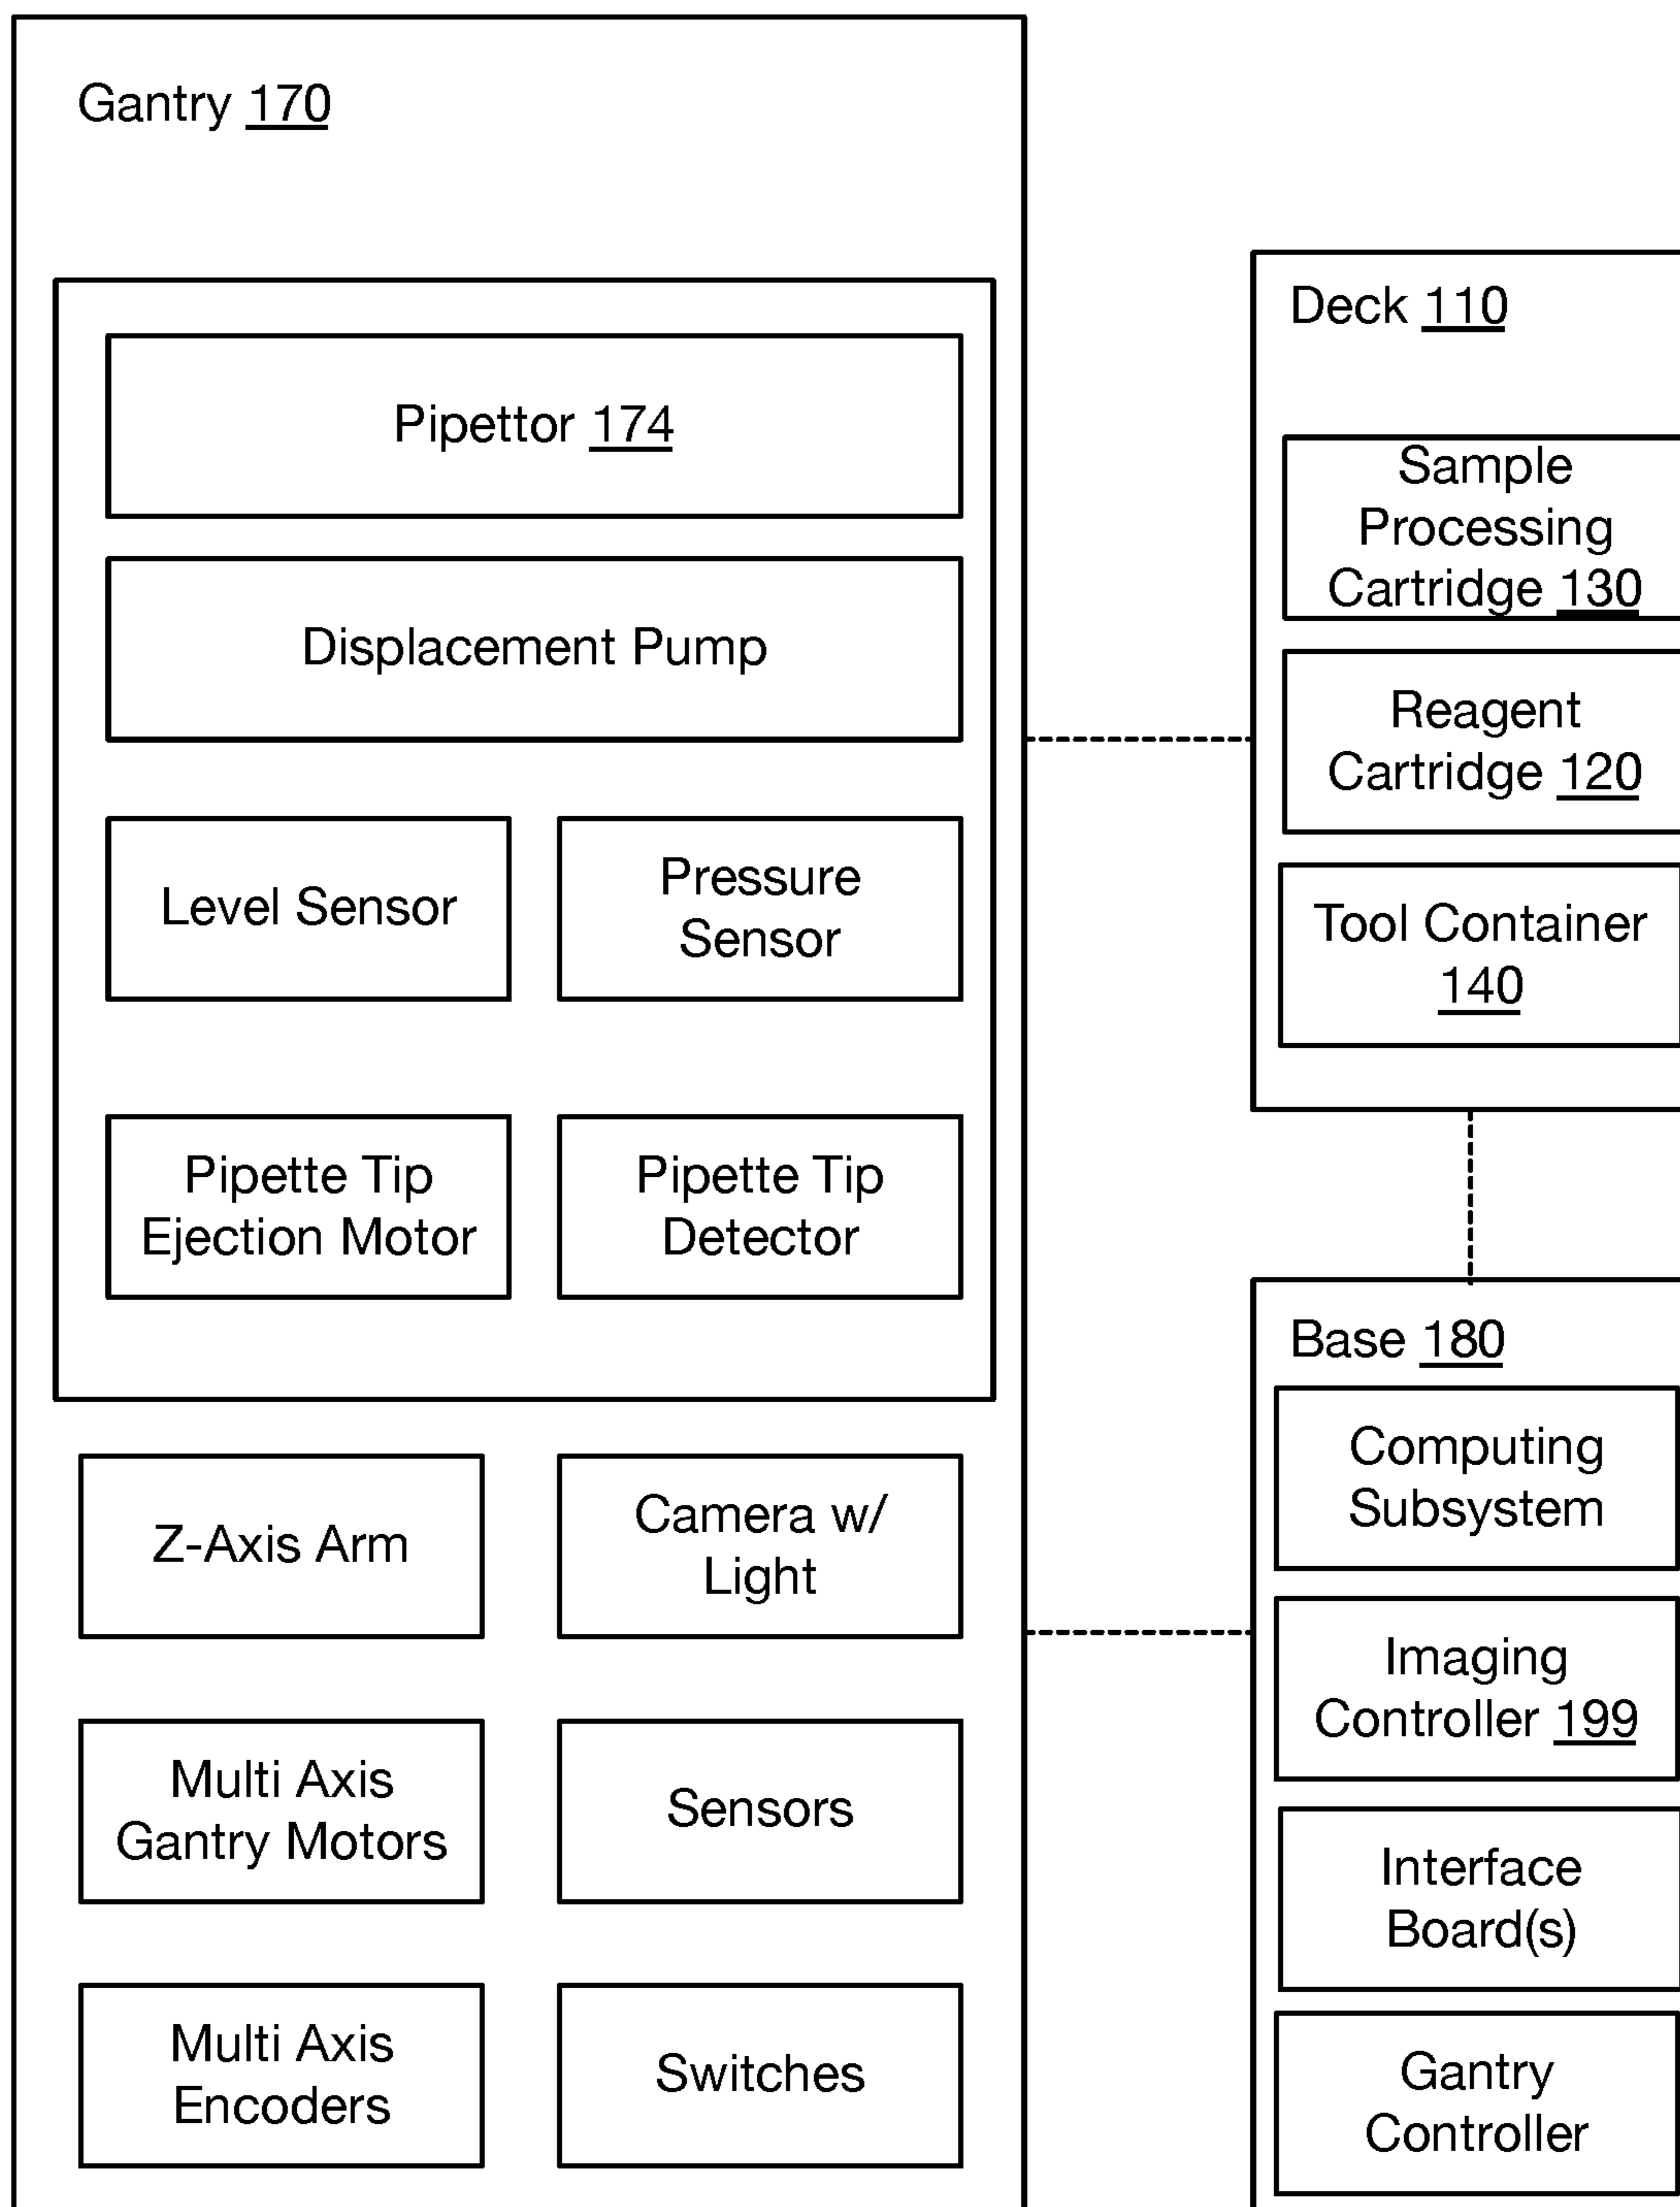 Gantry 170
Pipettor 174
Displacement Pump
Level Sensor
Pressure
Sensor
Pipette Tip
Ejection Motor
Pipette Tip
Detector
Z-Axis Arm
Camera w/
Light
Multi Axis
Gantry Motors
Sensors
Multi Axis
Encoders
Switches
Deck 110
Sample
Processing
Cartridge 130
Reagent
Cartridge 120
Tool Container
140
Base 180
Computing
Subsystem
Imaging
Controller 199
Interface
Board(s)
Gantry
Controller